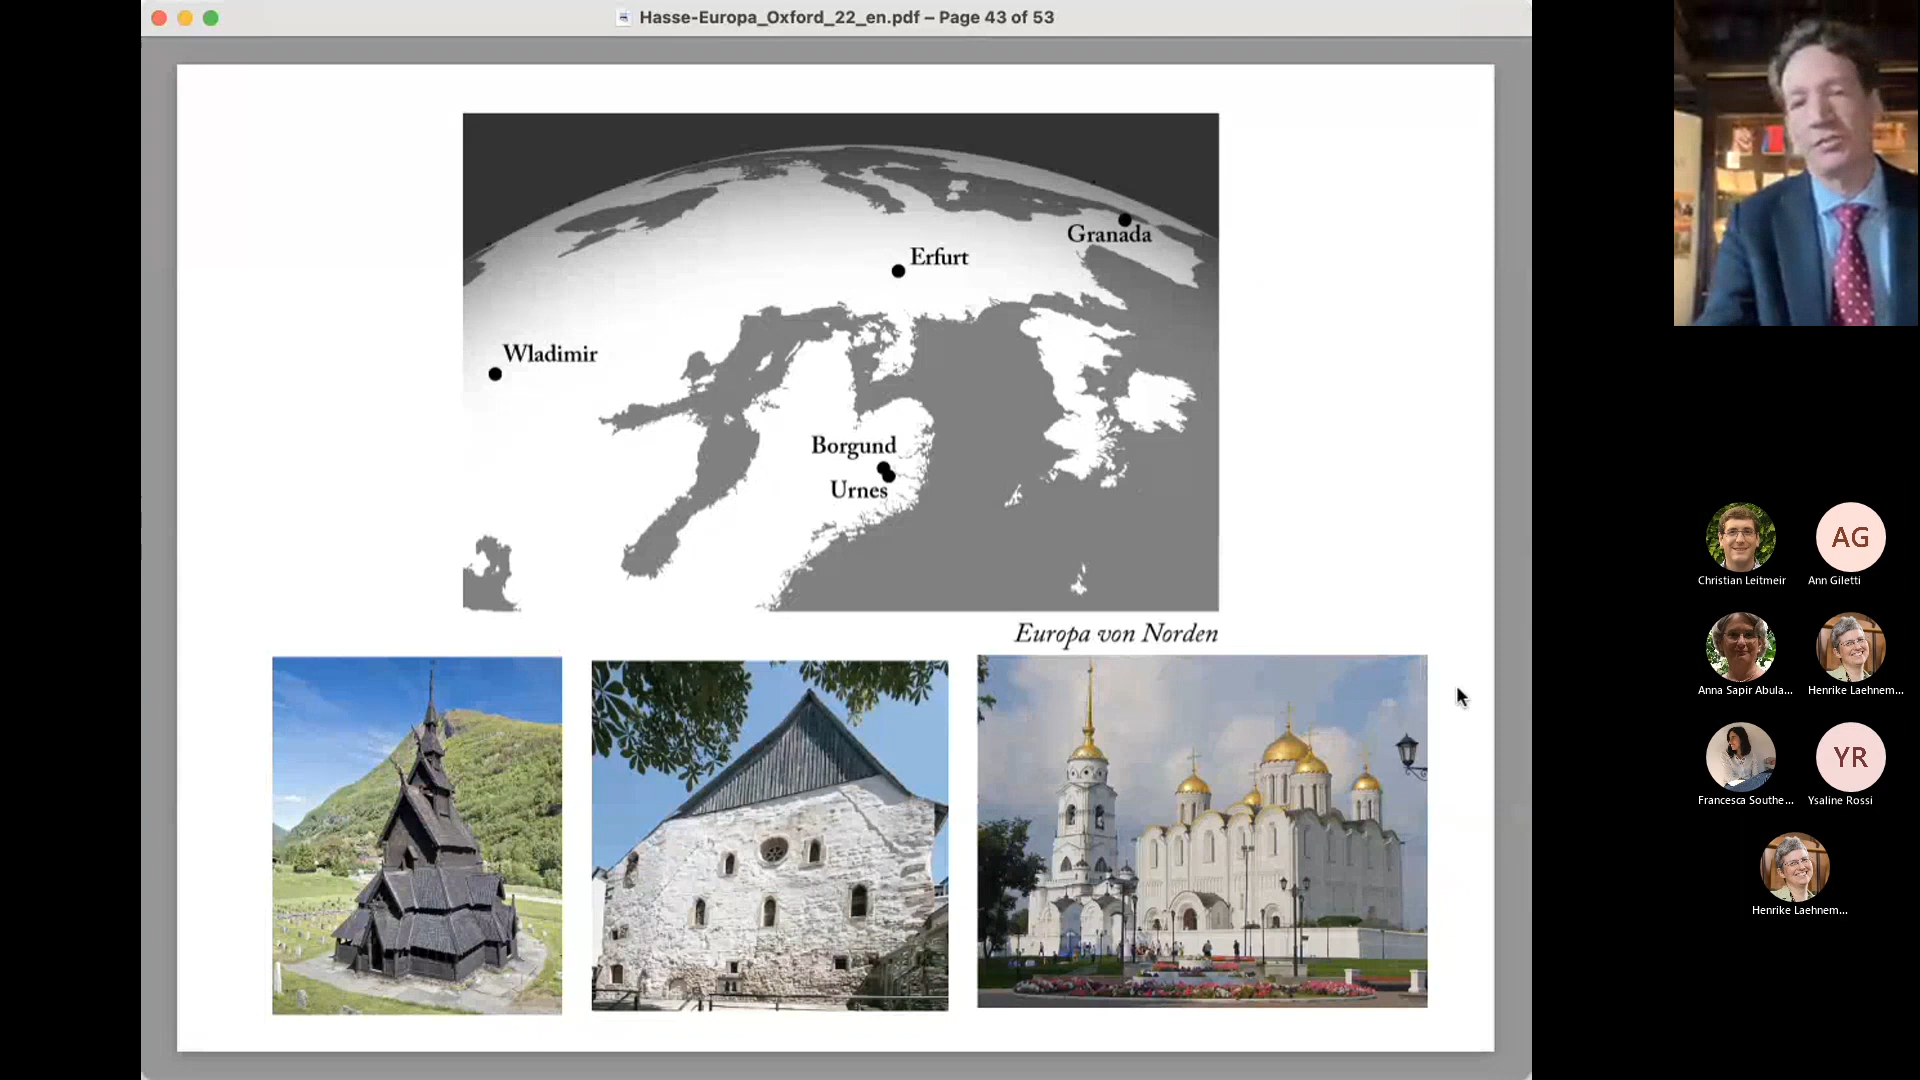 Hasse-Europa_Oxford_22_en.pdf – Page 43 of 53
Granada
Erfurt
Wladimir
Borgund
Urnes
Europa von Norden
Christian Leitmeir
AG
Ann Giletti
Anna Sapir Abula...
Henrike Laehnem...
Francesca Southe...
YR
Ysaline Rossi
Henrike Laehnem...